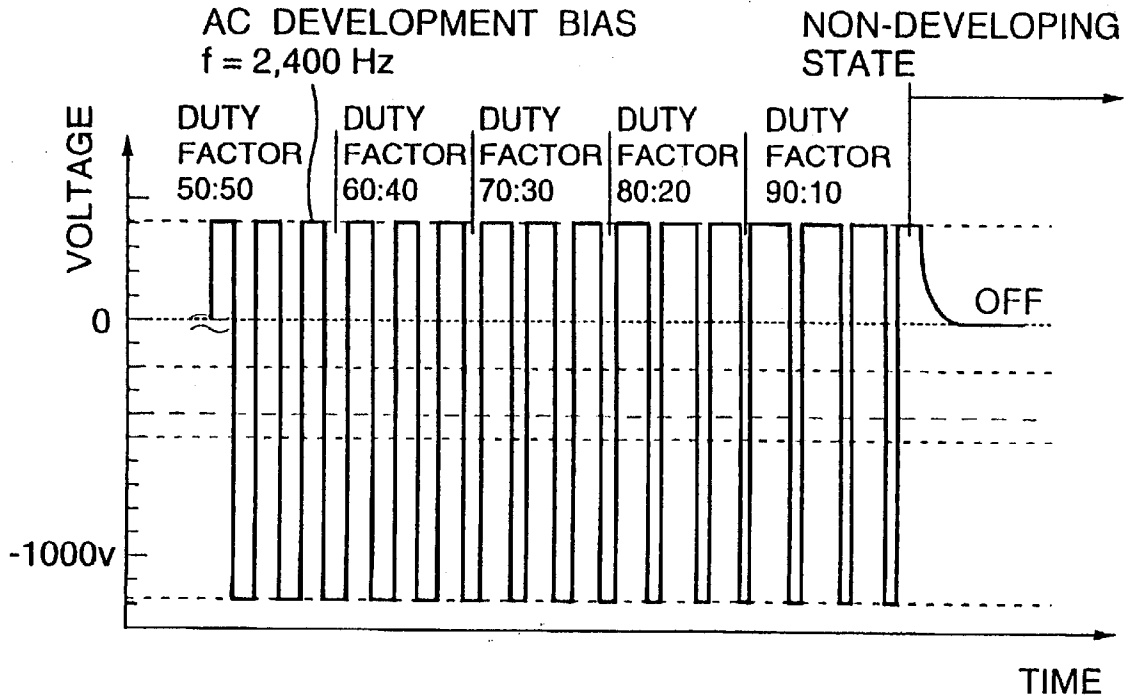 AC DEVELOPMENT BIAS
f = 2,400 Hz
NON-DEVELOPING
STATE
DUTY
FACTOR
50:50
DUTY
FACTOR
60:40
DUTY
FACTOR
70:30
DUTY
FACTOR
80:20
DUTY
FACTOR
90:10
VOLTAGE
0
OFF
-1000v
TIME